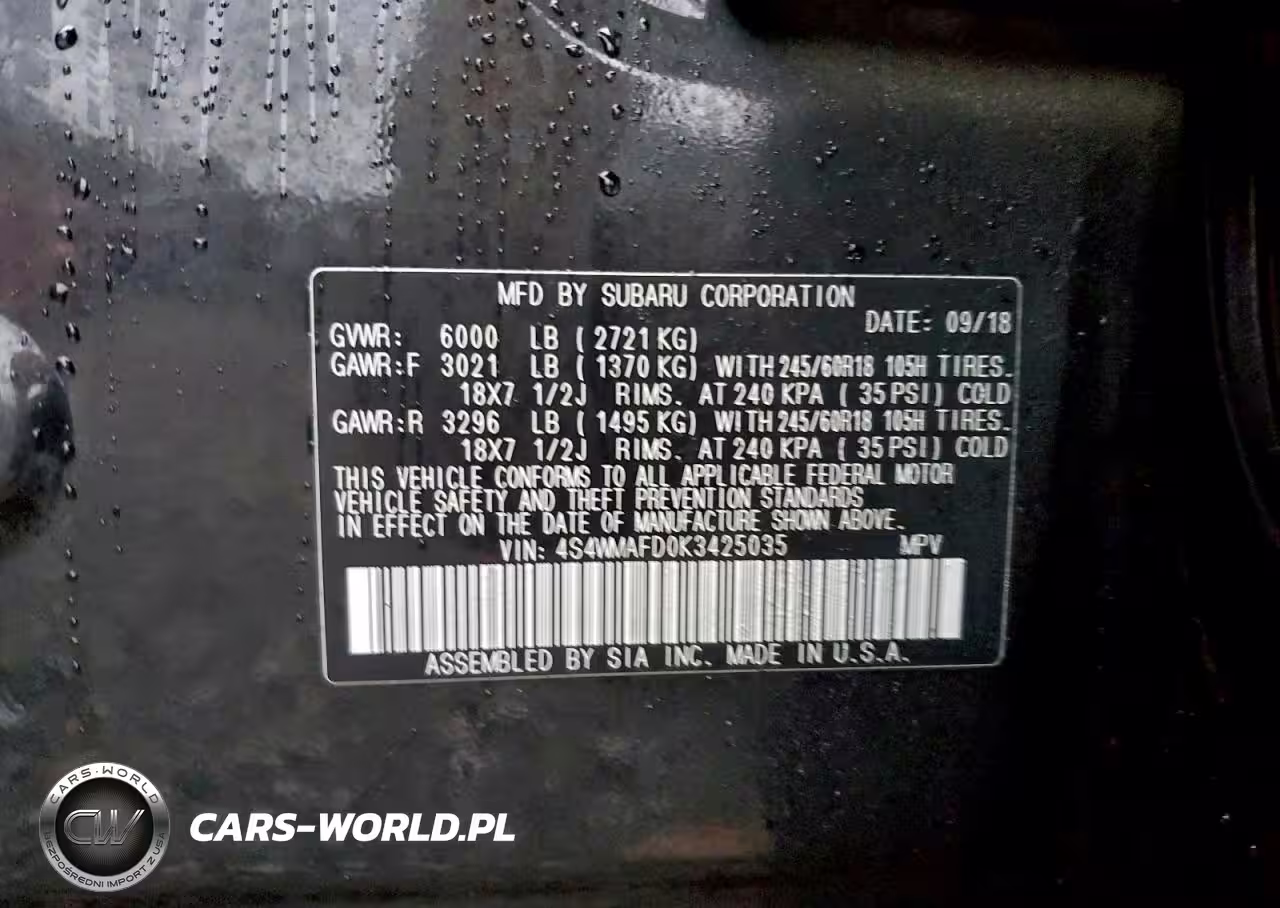 MFD BY SUBARU CORPORATION
DATE: 09/18
GVWR: 6000 LB ( 2721 KG)
GAWR:F 3021 LB ( 1370 KG) WITH 245/60R18 105H TIRES.
18X7 1/2J RIMS. AT 240 KPA ( 35 PSI) COLD
GAWR:R 3296 LB ( 1495 KG) WITH 245/60R18 105H TIRES.
18X7 1/2J RIMS. AT 240 KPA ( 35 PSI) COLD
THIS VEHICLE CONFORMS TO ALL APPLICABLE FEDERAL MOTOR
VEHICLE SAFETY AND THEFT PREVENTION STANDARDS
IN EFFECT ON THE DATE OF MANUFACTURE SHOWN ABOVE.
VIN: 4S4WMAFD0K3425035 MPV
ASSEMBLED BY SIA INC. MADE IN U.S.A.
CARS-WORLD
CW
BEZPOŚREDNI IMPORT Z USA
CARS-WORLD.PL